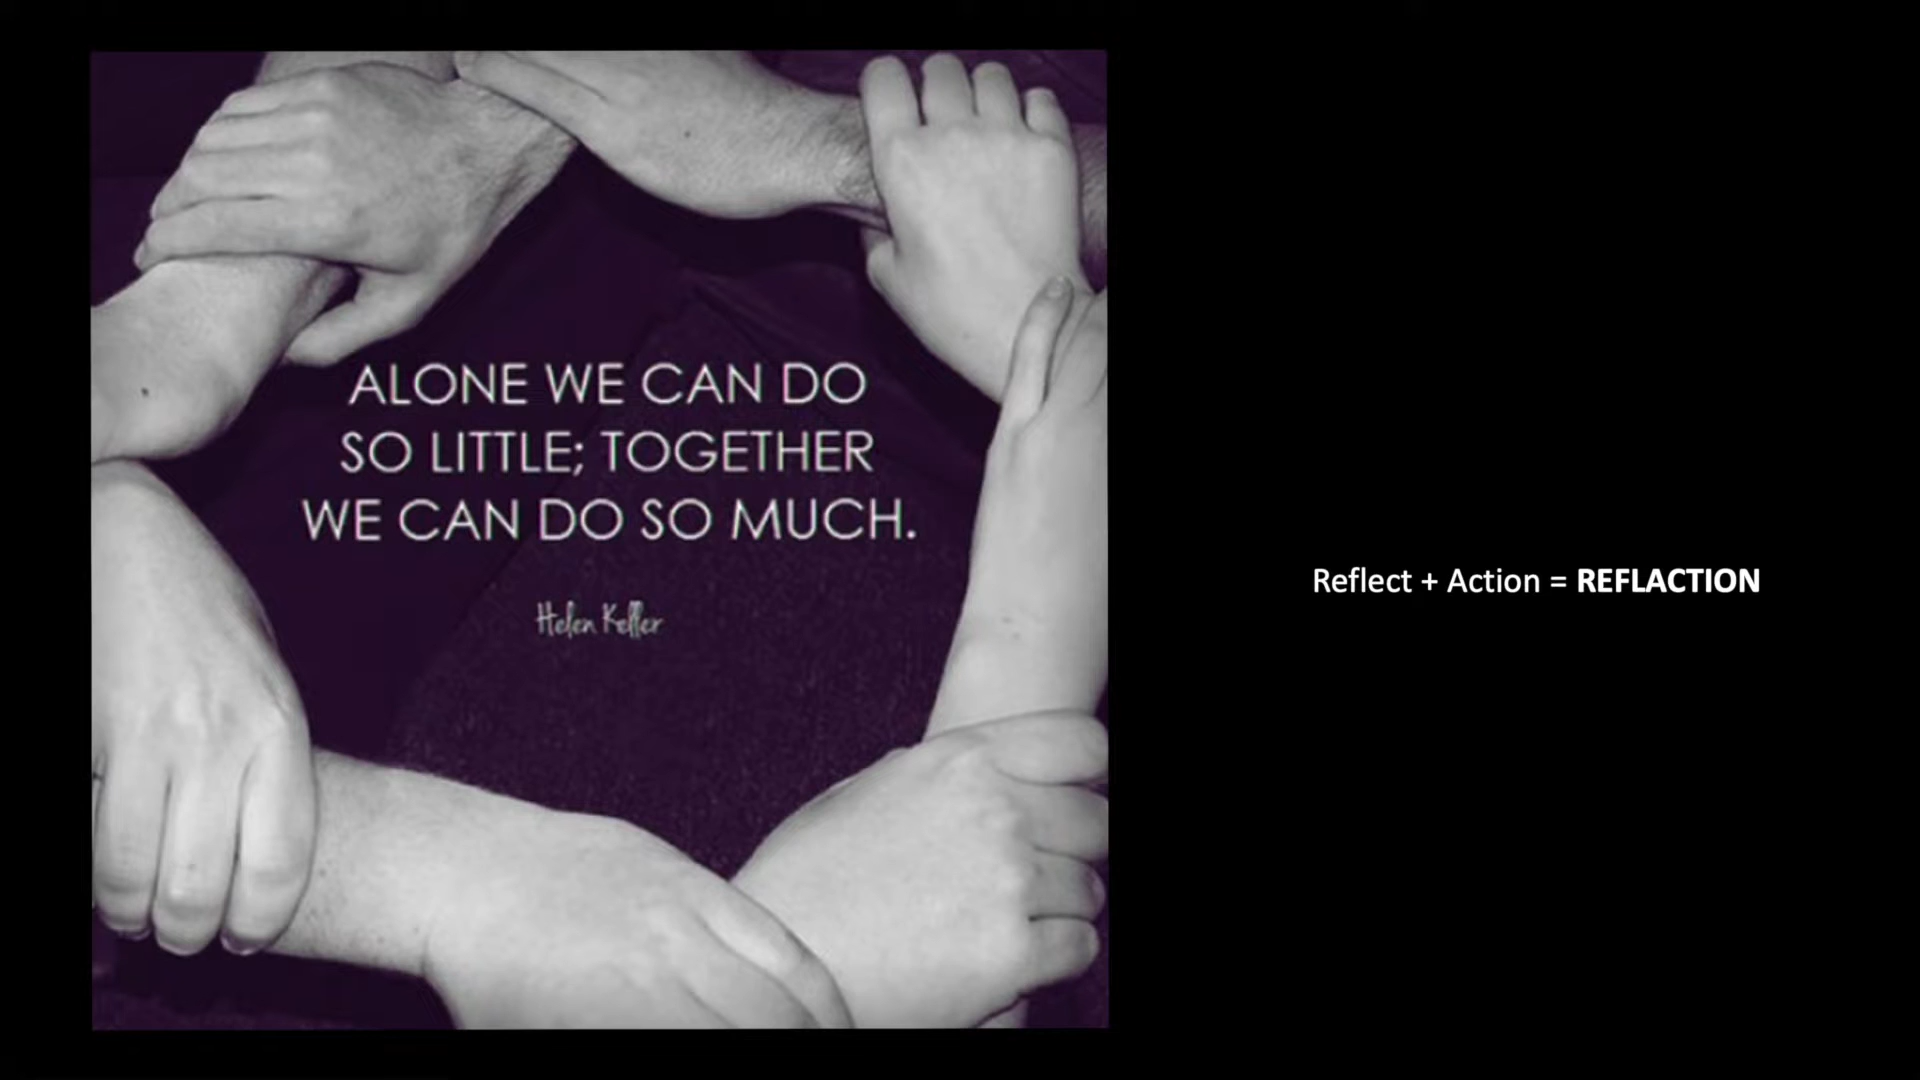 ALONE WE CAN DO
SO LITTLE; TOGETHER
WE CAN DO SO MUCH.
Helen Keller
Reflect + Action = REFLACTION